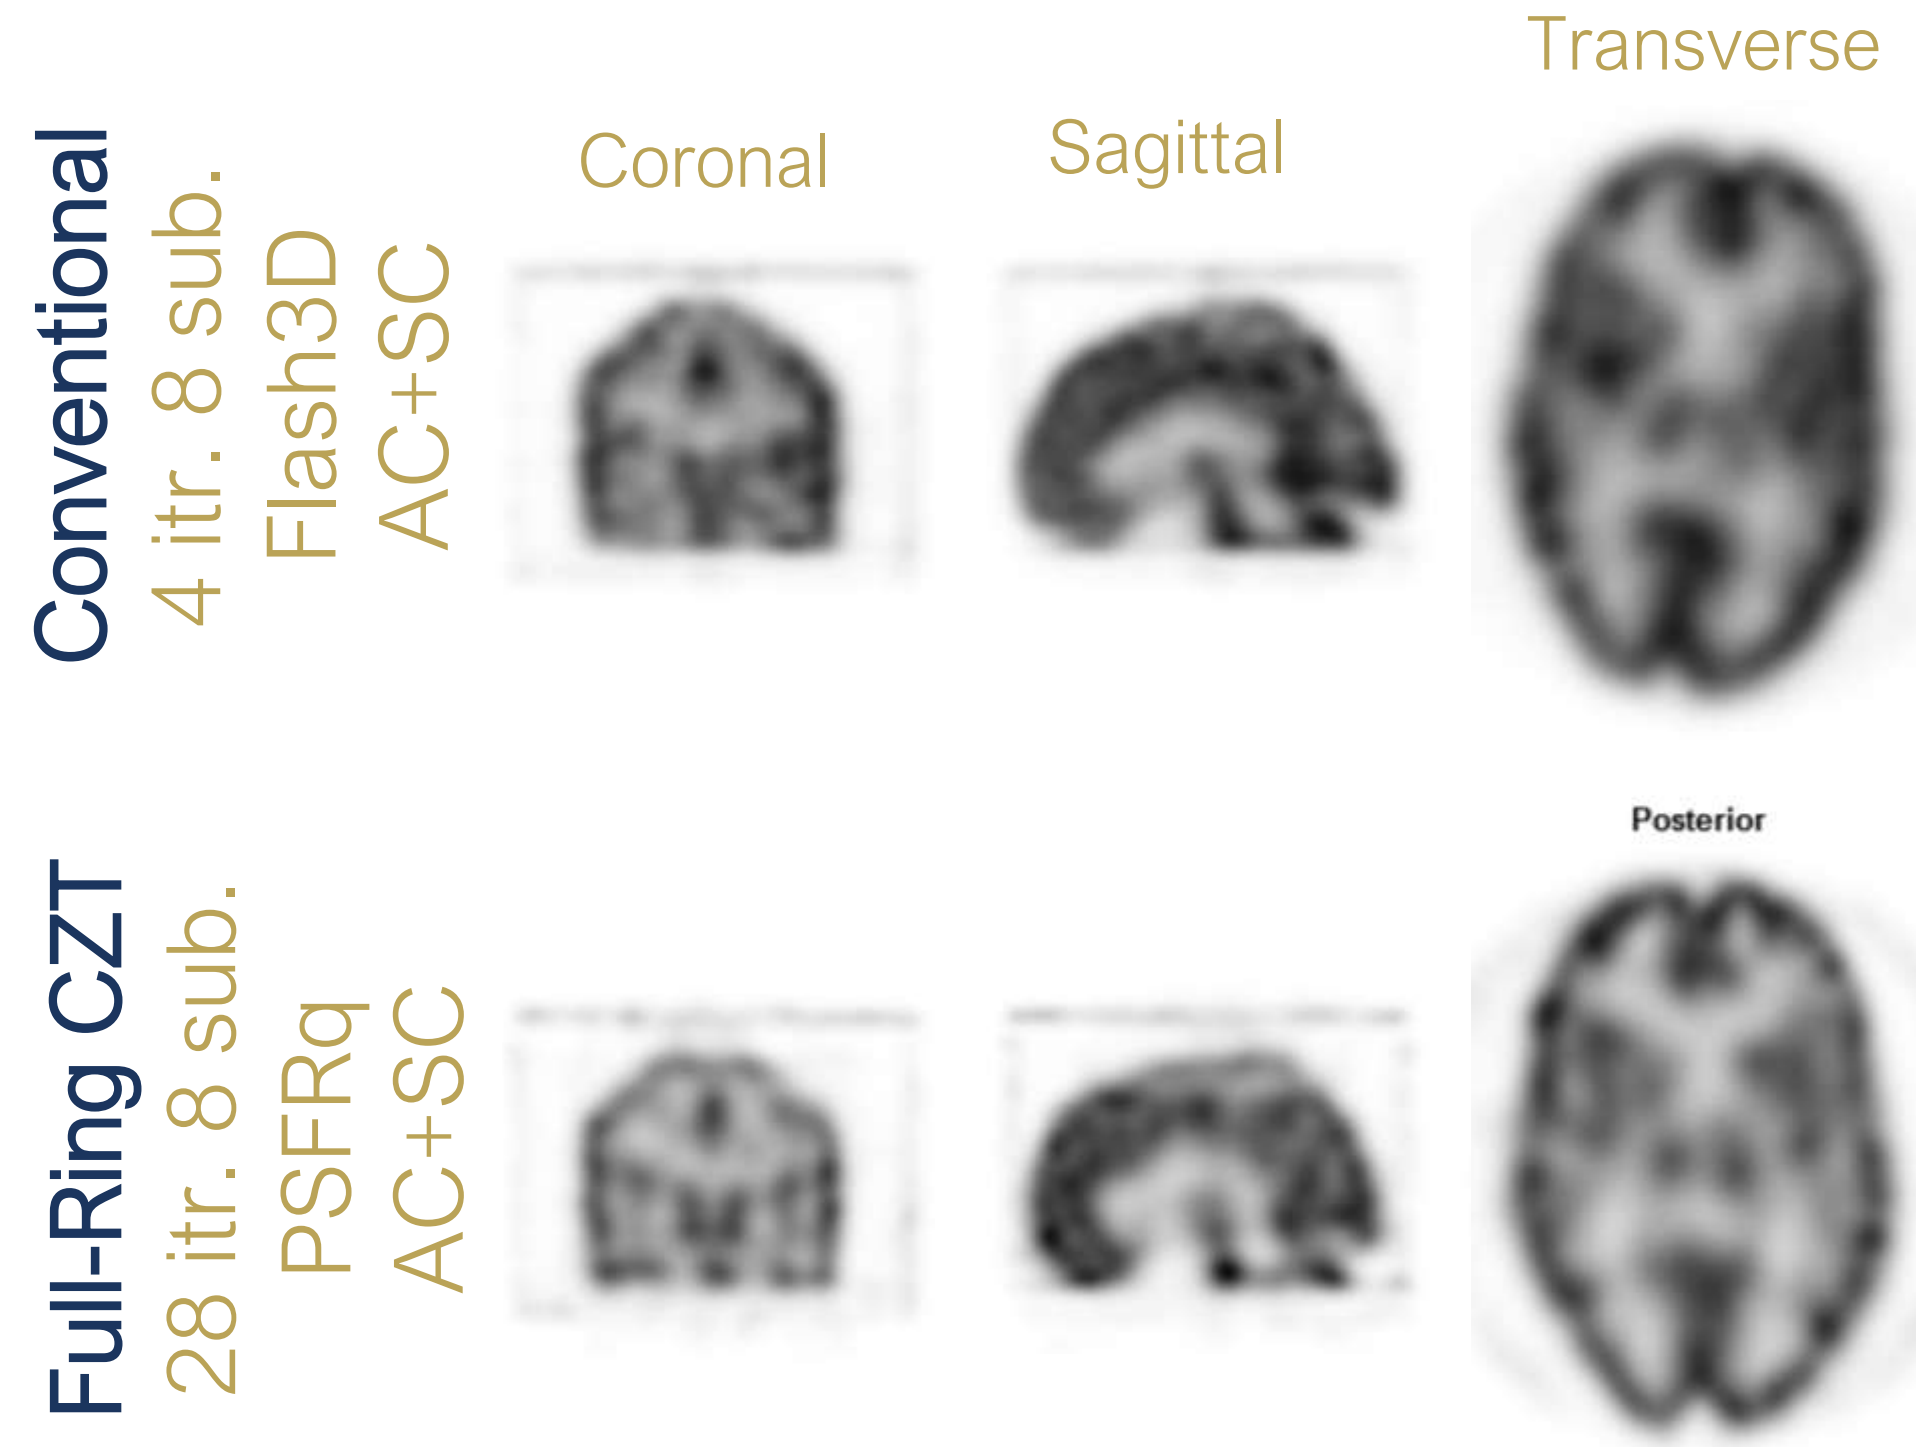 Transverse
Coronal
Sagittal
Conventional
4 itr. 8 sub.
Flash3D
AC+SC
Posterior
Full-Ring CZT
28 itr. 8 sub.
PSFRq
AC+SC